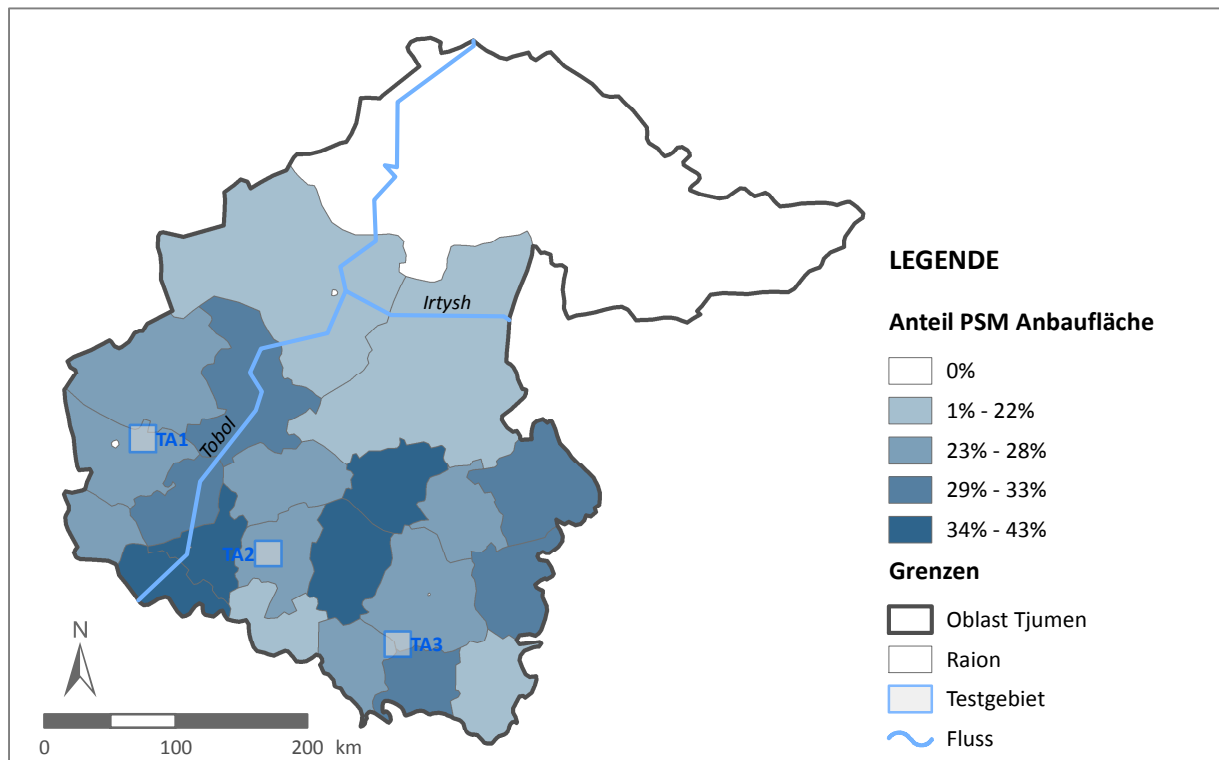 Irtysh
Tobol
TA1
TA2
TA3
N
0 100 200 km
LEGENDE
Anteil PSM Anbaufläche
0%
1% - 22%
23% - 28%
29% - 33%
34% - 43%
Grenzen
Oblast Tjumen
Raion
Testgebiet
Fluss